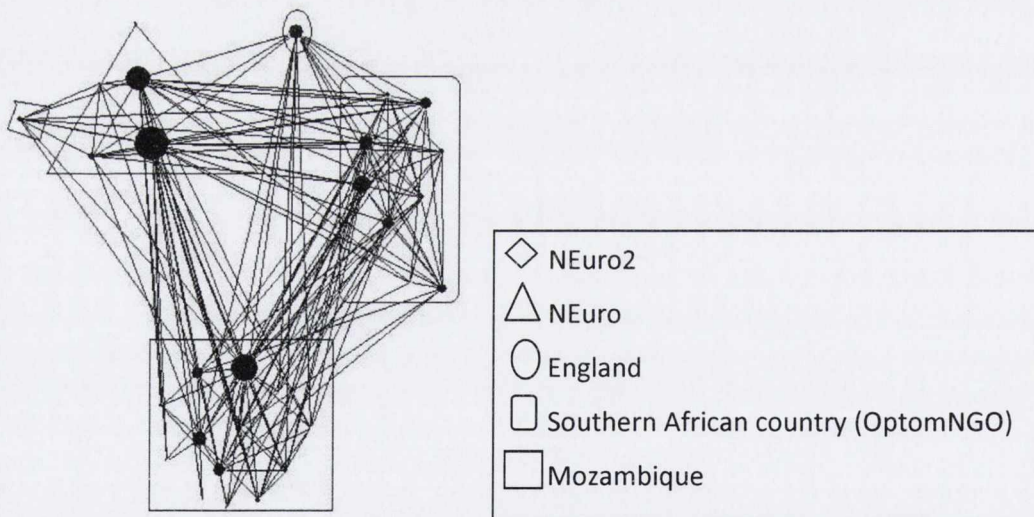 NEuro2
NEuro
England
Southern African country (OptomNGO)
Mozambique